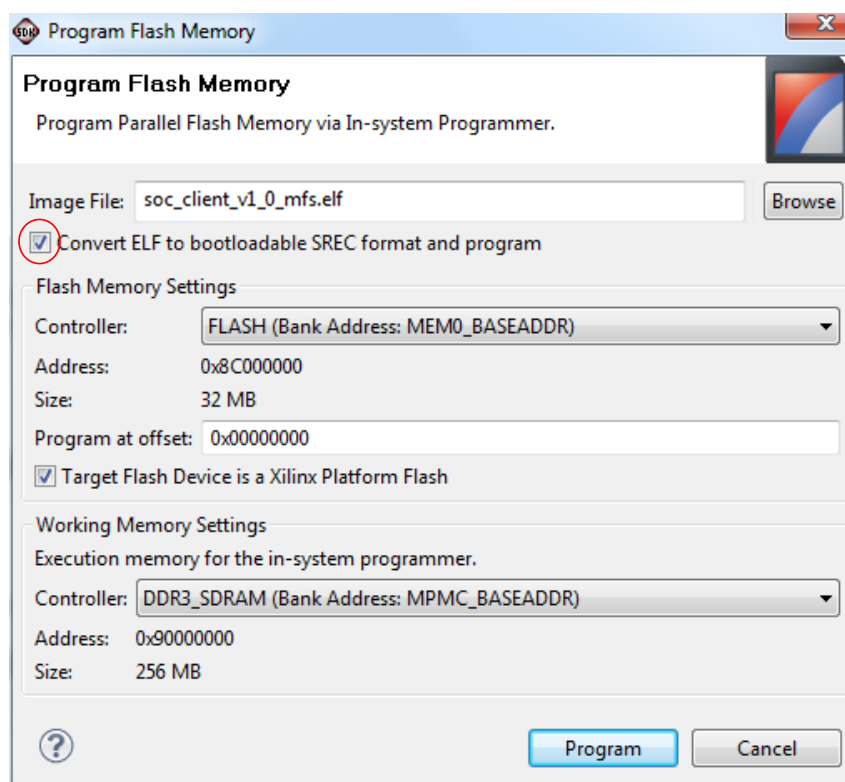 SDK Program Flash Memory
Program Flash Memory
Program Parallel Flash Memory via In-system Programmer.
Image File: soc_client_v1_0_mfs.elf Browse
Convert ELF to bootloadable SREC format and program
Flash Memory Settings
Controller: FLASH (Bank Address: MEM0_BASEADDR)
Address: 0x8C000000
Size: 32 MB
Program at offset: 0x00000000
Target Flash Device is a Xilinx Platform Flash
Working Memory Settings
Execution memory for the in-system programmer.
Controller: DDR3_SDRAM (Bank Address: MPMC_BASEADDR)
Address: 0x90000000
Size: 256 MB
? Program Cancel